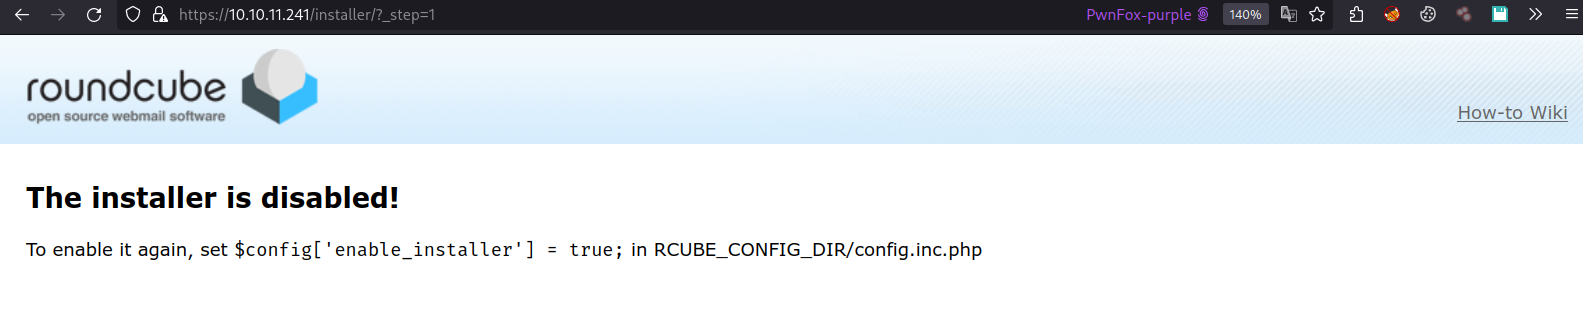 https://10.10.11.241/installer/?_step=1
PwnFox-purple
140%
roundcube
open source webmail software
How-to Wiki
The installer is disabled!
To enable it again, set $config['enable_installer'] = true; in RCUBE_CONFIG_DIR/config.inc.php